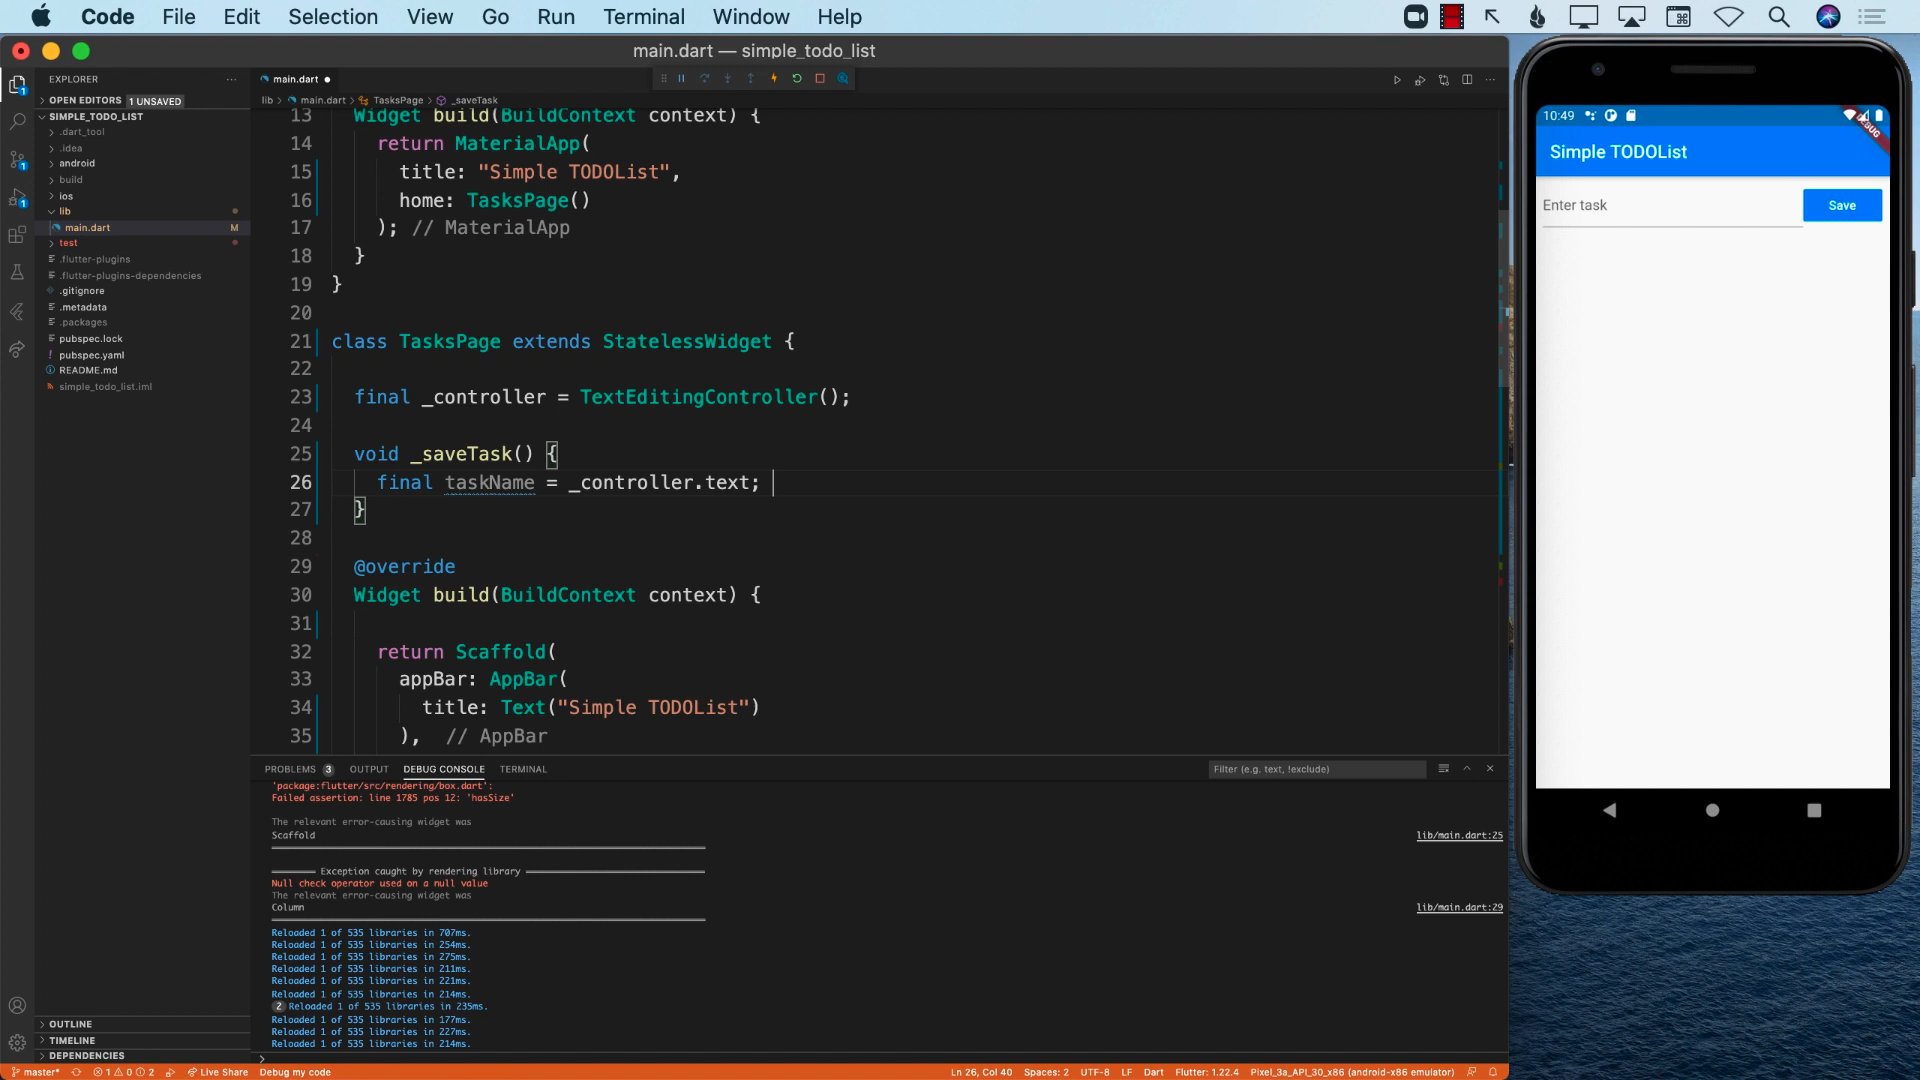 Code File Edit Selection View Go Run Terminal Window Help
main.dart — simple_todo_list
EXPLORER
main.dart
OPEN EDITORS 1 UNSAVED
lib > main.dart > TasksPage > _saveTask
SIMPLE_TODO_LIST
.dart_tool
.idea
android
build
ios
lib
main.dart M
test
.flutter-plugins
.flutter-plugins-dependencies
.gitignore
.metadata
.packages
pubspec.lock
! pubspec.yaml
README.md
simple_todo_list.iml
OUTLINE
TIMELINE
DEPENDENCIES
13 Widget build(BuildContext context) {
14 return MaterialApp(
15 title: "Simple TODOList",
16 home: TasksPage()
17 ); // MaterialApp
18 }
19 }
20
21 class TasksPage extends StatelessWidget {
22
23 final _controller = TextEditingController();
24
25 void _saveTask() {
26 final taskName = _controller.text;
27 }
28
29 @override
30 Widget build(BuildContext context) {
31
32 return Scaffold(
33 appBar: AppBar(
34 title: Text("Simple TODOList")
35 ), // AppBar
PROBLEMS 3 OUTPUT DEBUG CONSOLE TERMINAL
Filter (e.g. text, !exclude)
'package:flutter/src/rendering/box.dart':
Failed assertion: line 1785 pos 12: 'hasSize'
The relevant error-causing widget was
Scaffold lib/main.dart:25
Exception caught by rendering library
Null check operator used on a null value
The relevant error-causing widget was
Column lib/main.dart:29
Reloaded 1 of 535 libraries in 707ms.
Reloaded 1 of 535 libraries in 254ms.
Reloaded 1 of 535 libraries in 275ms.
Reloaded 1 of 535 libraries in 211ms.
Reloaded 1 of 535 libraries in 221ms.
Reloaded 1 of 535 libraries in 214ms.
2 Reloaded 1 of 535 libraries in 235ms.
Reloaded 1 of 535 libraries in 177ms.
Reloaded 1 of 535 libraries in 227ms.
Reloaded 1 of 535 libraries in 214ms.
>
master* 1 0 2 Live Share Debug my code Ln 26, Col 40 Spaces: 2 UTF-8 LF Dart Flutter: 1.22.4 Pixel_3a_API_30_x86 (android-x86 emulator)
10:49
DEBUG
Simple TODOList
Enter task
Save